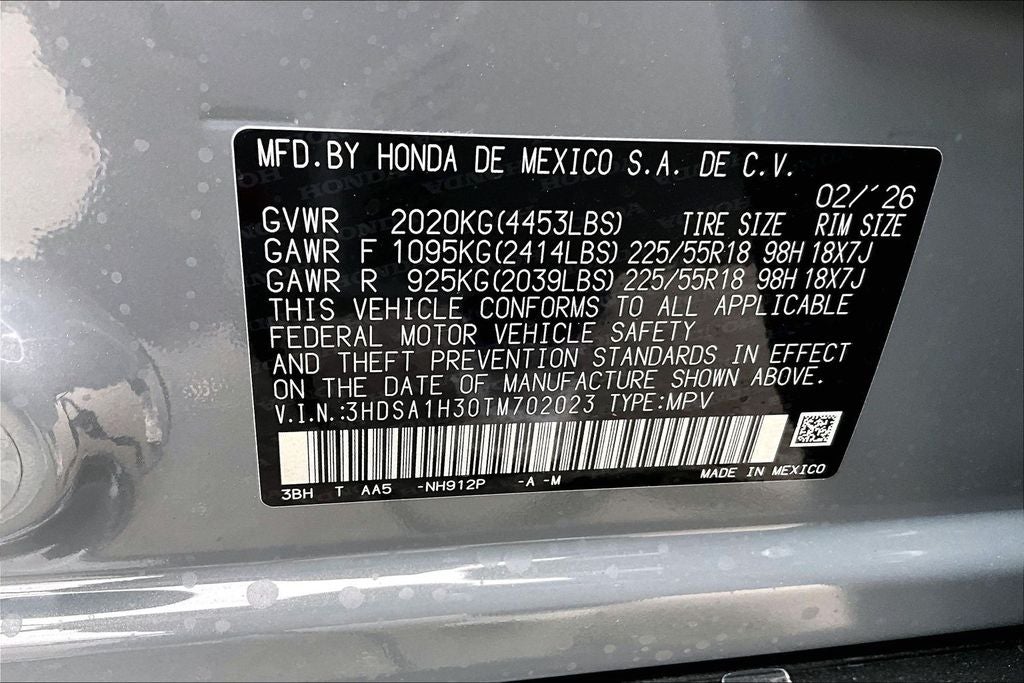 MFD.BY HONDA DE MEXICO S.A. DE C.V.
02/'26
GVWR 2020KG(4453LBS) TIRE SIZE RIM SIZE
GAWR F 1095KG(2414LBS) 225/55R18 98H 18X7J
GAWR R 925KG(2039LBS) 225/55R18 98H 18X7J
THIS VEHICLE CONFORMS TO ALL APPLICABLE
FEDERAL MOTOR VEHICLE SAFETY
AND THEFT PREVENTION STANDARDS IN EFFECT
ON THE DATE OF MANUFACTURE SHOWN ABOVE.
V.I.N.:3HDSA1H30TM702023 TYPE:MPV
MADE IN MEXICO
3BH T AA5 -NH912P -A -M